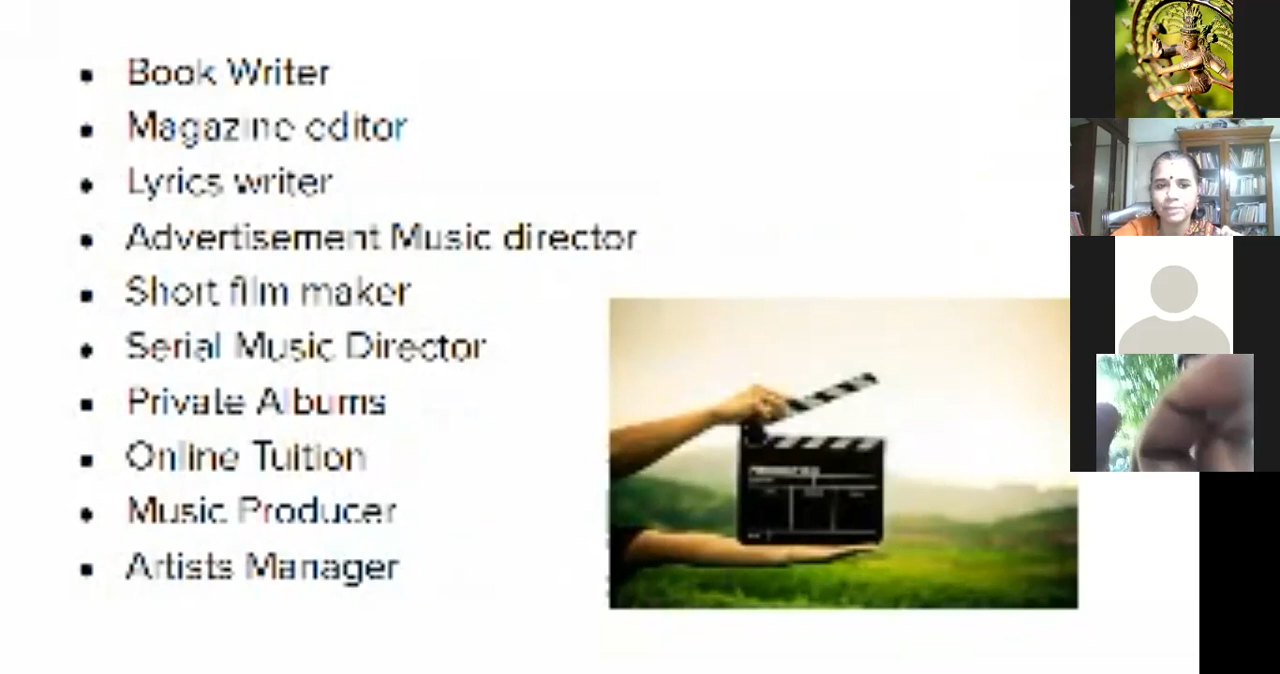 Book Writer
Magazine editor
Lyrics writer
Advertisement Music director
Short film maker
Serial Music Director
Private Albums
Online Tuition
Music Producer
Artists Manager